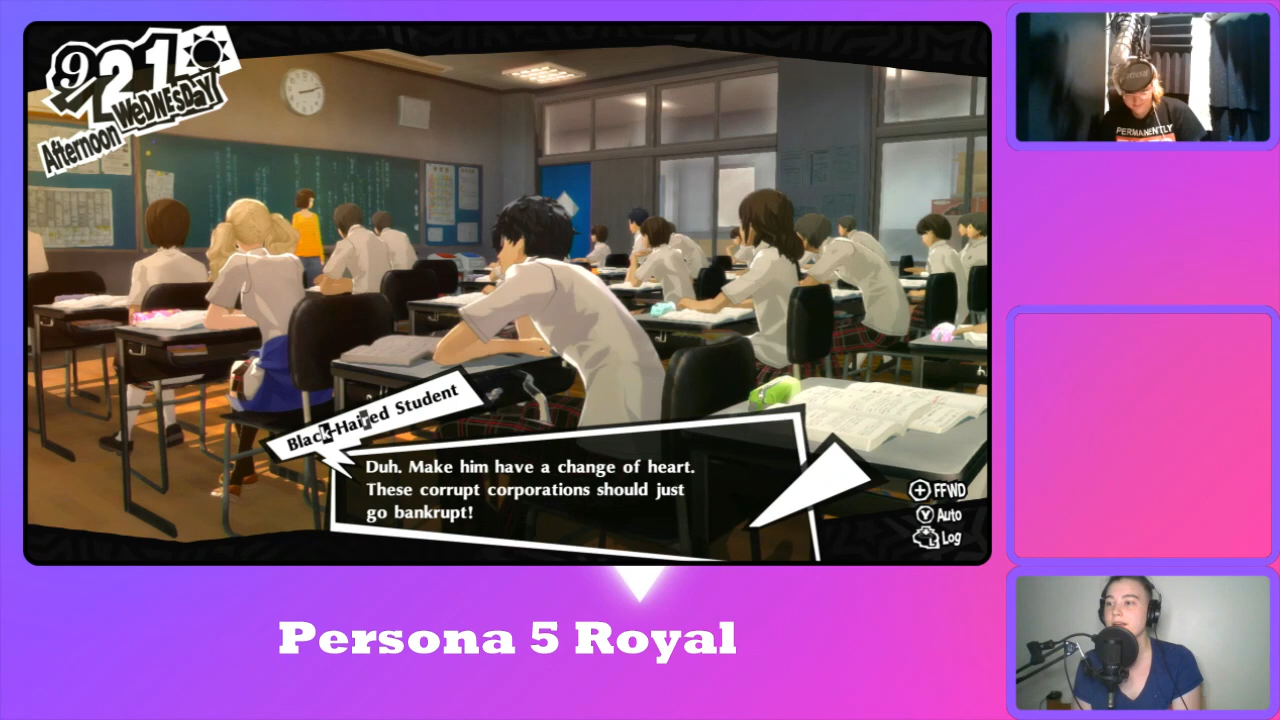 9/21
WEDNESDAY
Afternoon
PERMANENTLY
Black-Haired Student
Duh. Make him have a change of heart.
These corrupt corporations should just
go bankrupt!
FFWD
Y Auto
L Log
Persona 5 Royal